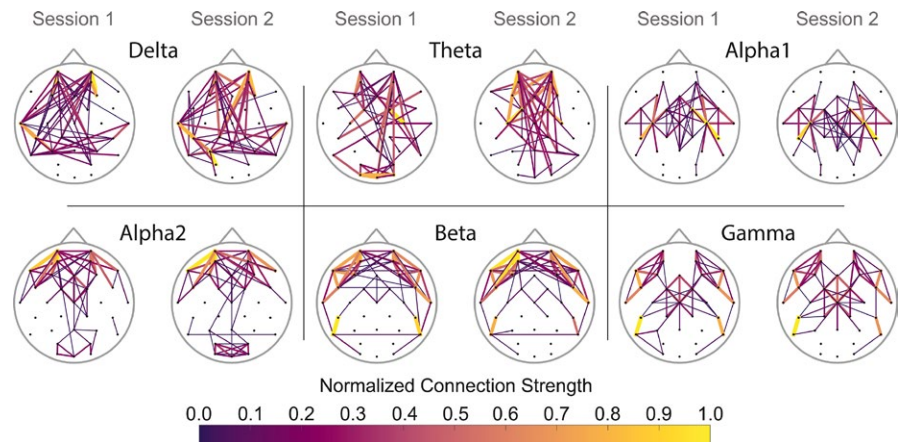 Session 1 Session 2 Session 1 Session 2 Session 1 Session 2
Delta Theta Alpha1
Alpha2 Beta Gamma
Normalized Connection Strength
0.0 0.1 0.2 0.3 0.4 0.5 0.6 0.7 0.8 0.9 1.0